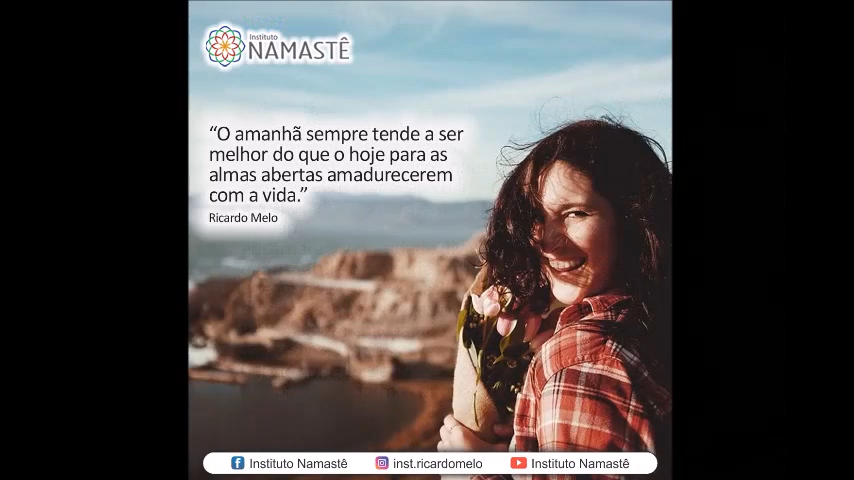 Instituto
NAMASTÊ
“O amanhã sempre tende a ser
melhor do que o hoje para as
almas abertas amadurecerem
com a vida.”
Ricardo Melo
Instituto Namastê inst.ricardomelo Instituto Namastê